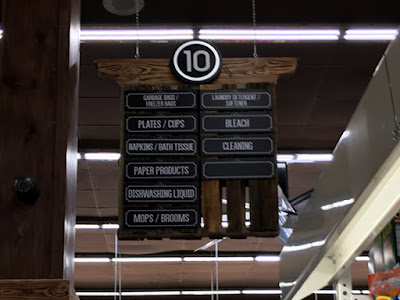 10
GARBAGE BAGS /
FREEZER BAGS
PLATES / CUPS
NAPKINS / BATH TISSUE
PAPER PRODUCTS
DISHWASHING LIQUID
MOPS / BROOMS
LAUNDRY DETERGENT /
SOFTENER
BLEACH
CLEANING